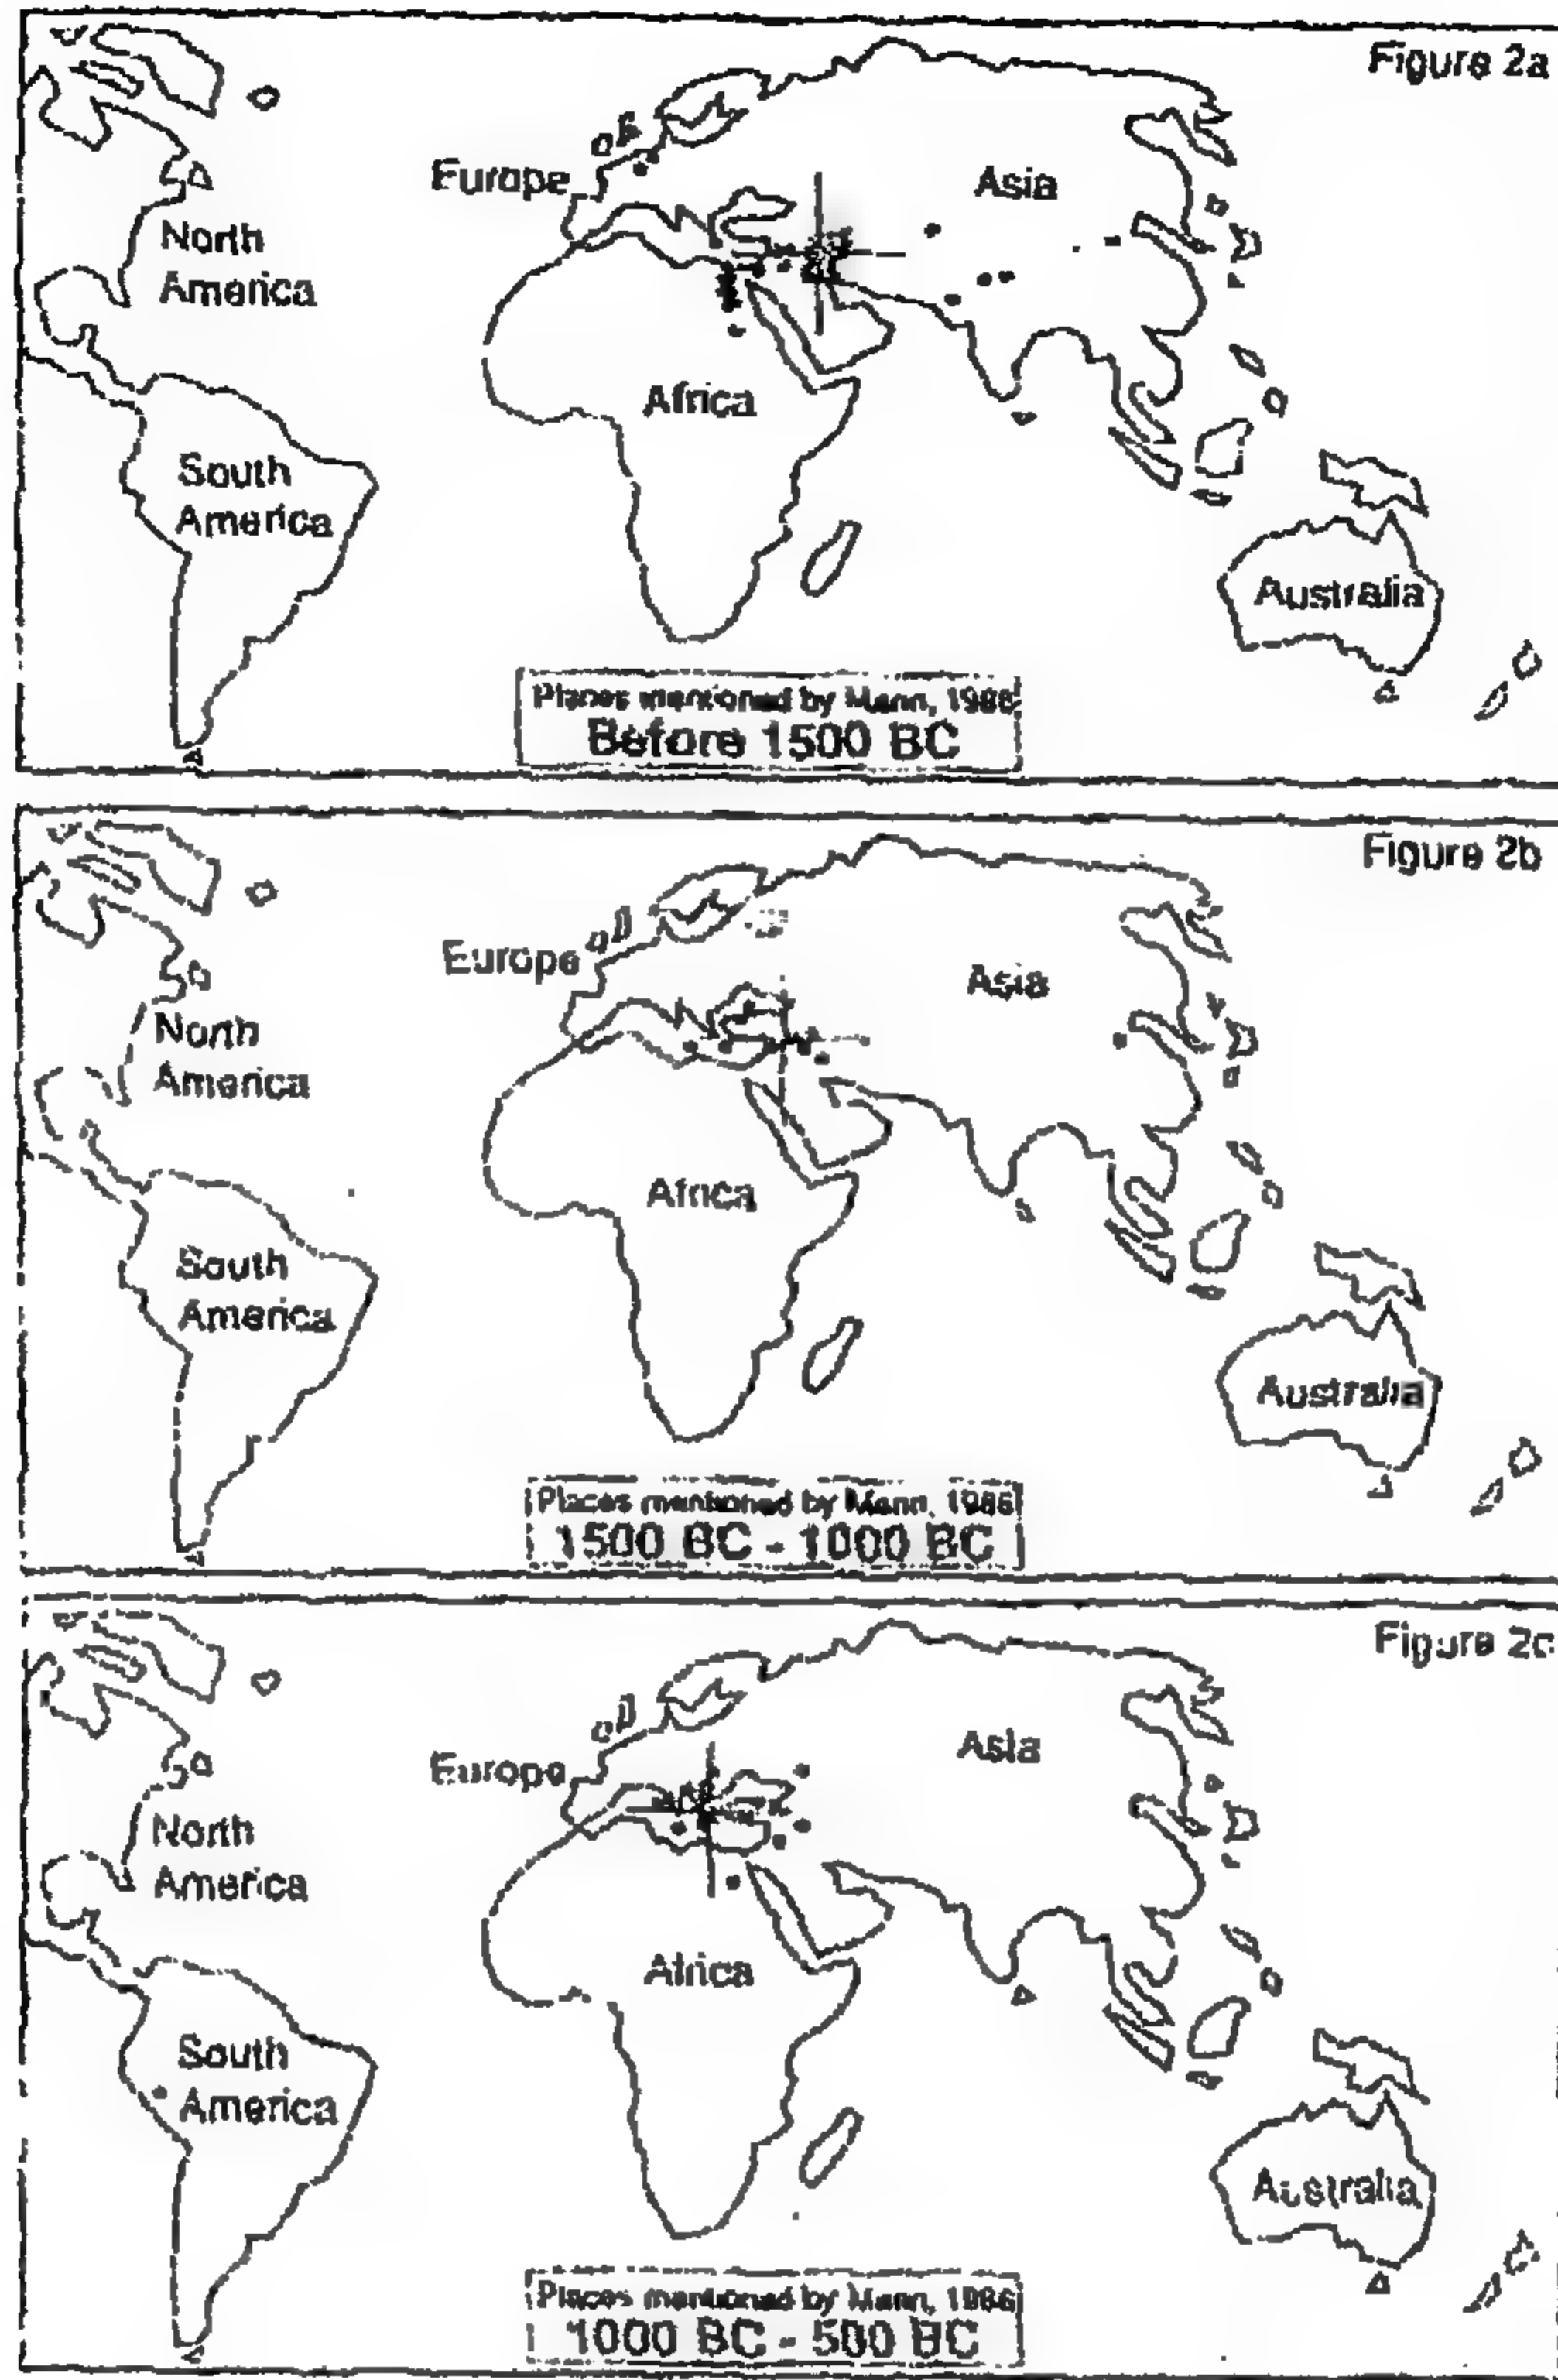 Figure 2a
Europe
Asia
North
America
Africa
South
America
Australia
Places mentioned by Mann, 1986
Before 1500 BC
Figure 2b
Europe
Asia
North
America
Africa
South
America
Australia
Places mentioned by Mann, 1986
1500 BC - 1000 BC
Figure 2c
Europe
Asia
North
America
Africa
South
America
Australia
Places mentioned by Mann, 1986
1000 BC - 500 BC